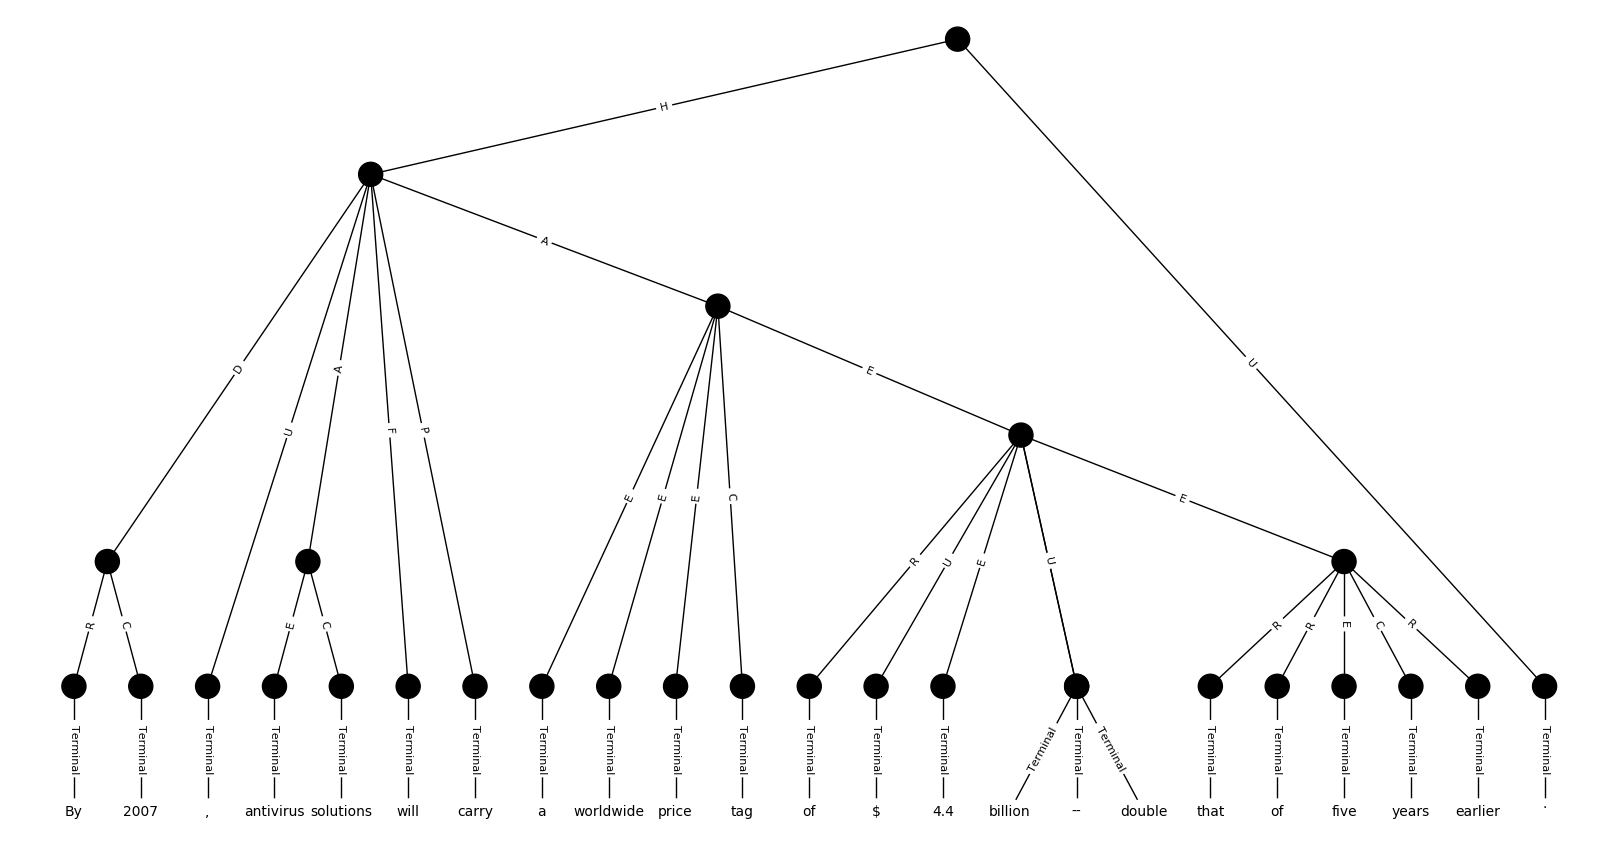 H
A
E
U
D
A
U
F
P
E
E
E
C
E
R
U
E
U
R
C
E
C
R
R
E
C
R
Terminal Terminal Terminal Terminal Terminal Terminal Terminal Terminal Terminal Terminal Terminal Terminal Terminal Terminal Terminal Terminal Terminal Terminal Terminal Terminal Terminal Terminal Terminal
By 2007 , antivirus solutions will carry a worldwide price tag of $ 4.4 billion -- double that of five years earlier .